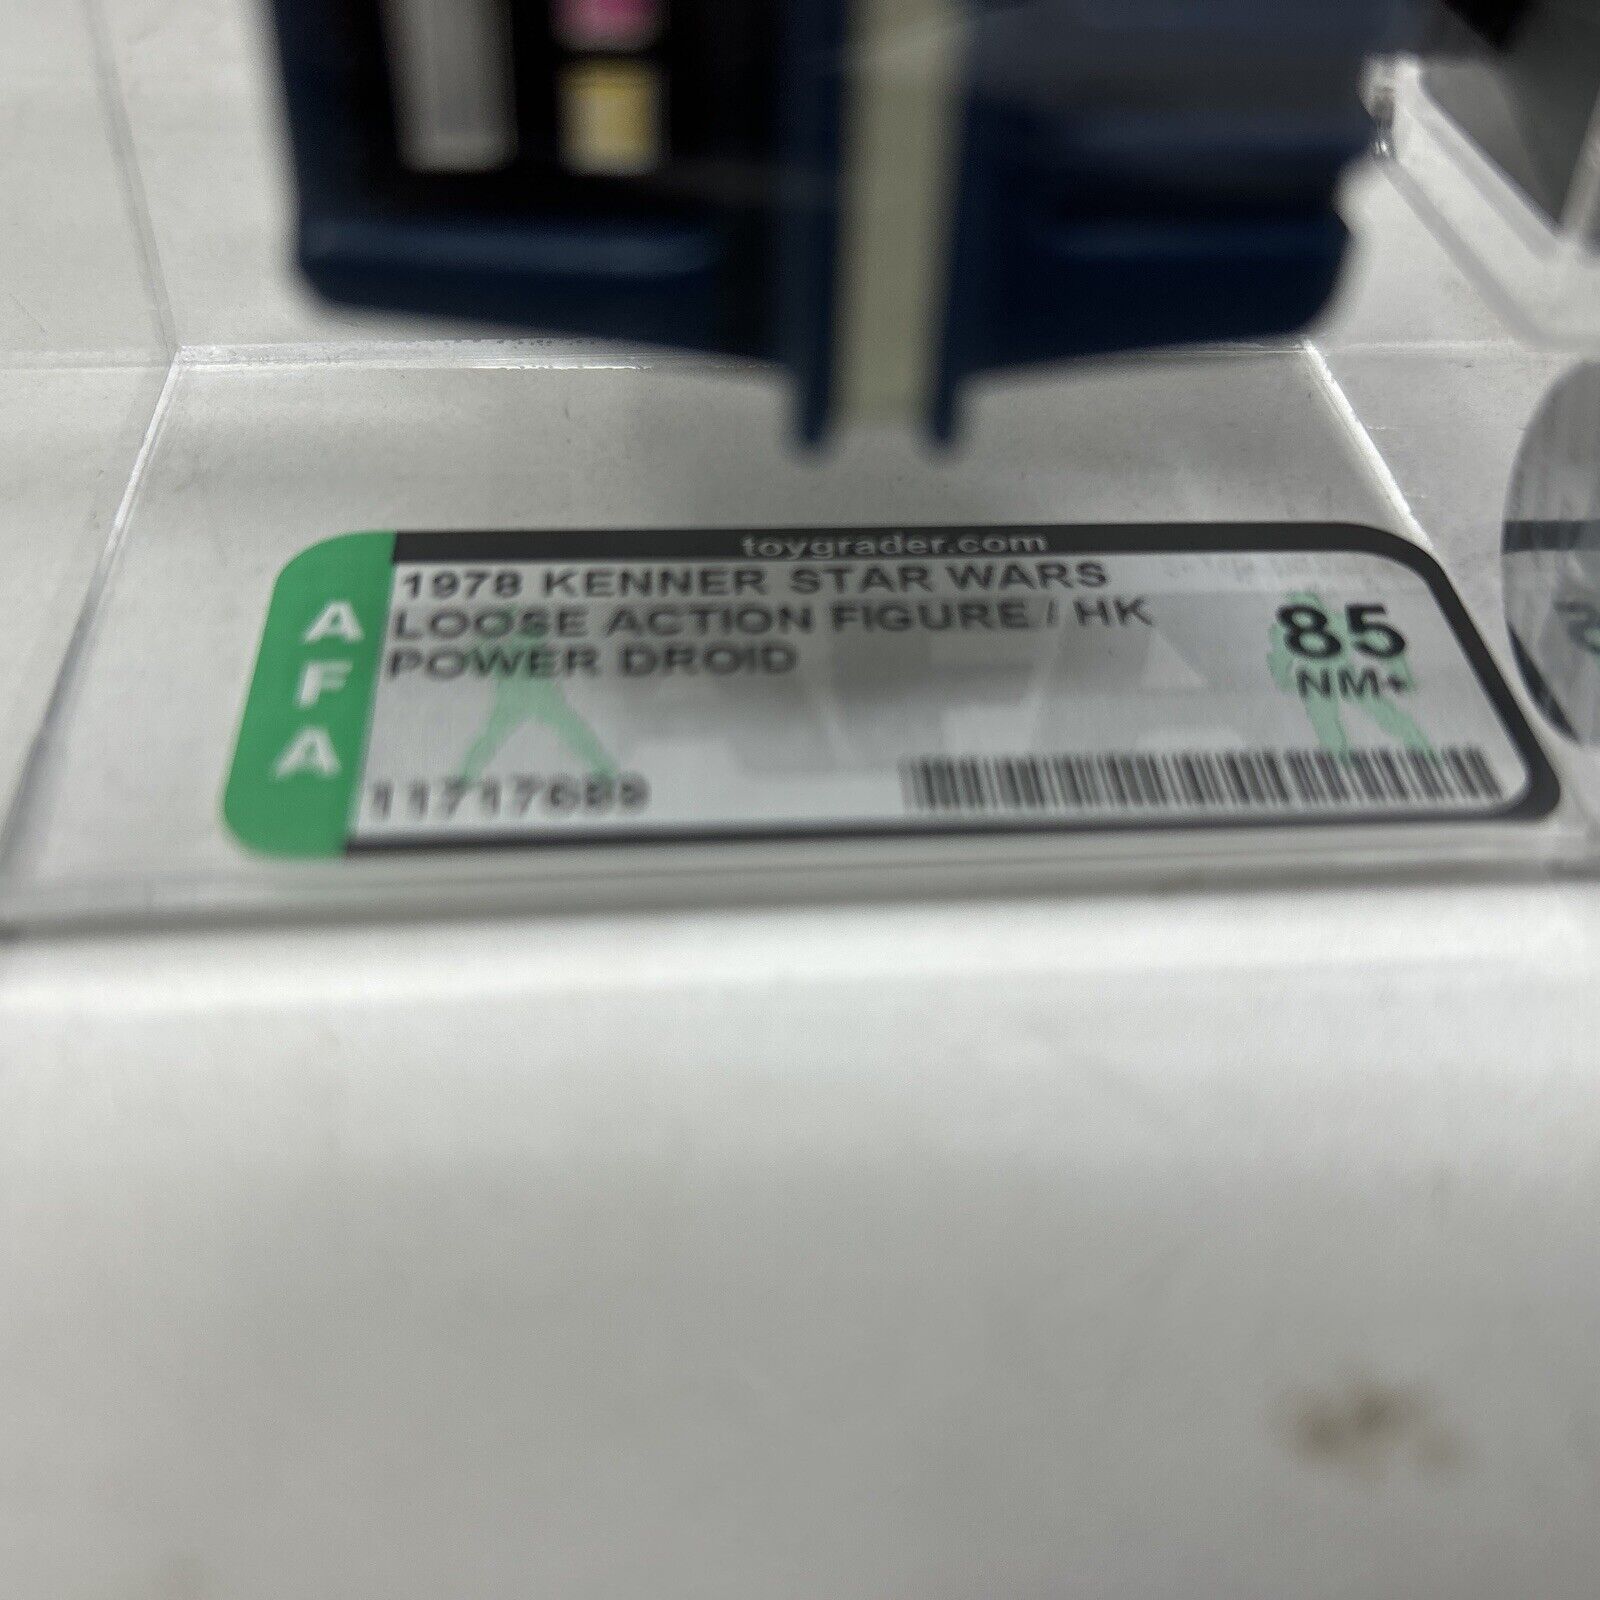 toygrader.com
AFA
1978 KENNER STAR WARS
LOOSE ACTION FIGURE / HK
POWER DROID
85
NM+